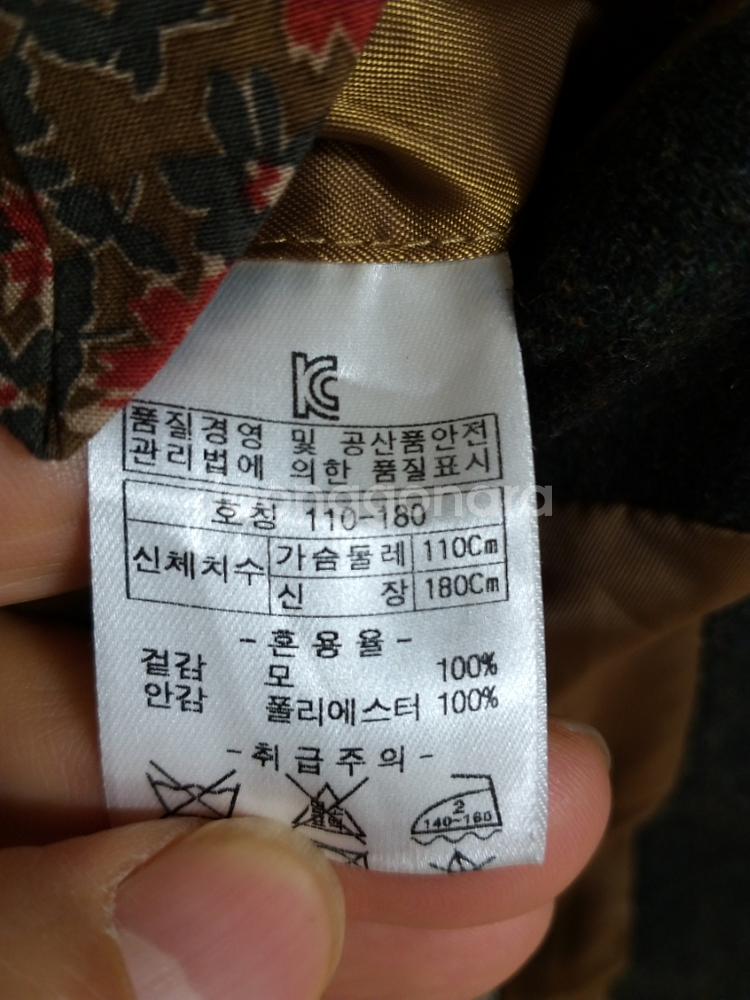 KC
품질경영 및 공산품안전
관리법에 의한 품질표시
호칭 110-180
신체치수 가슴둘레 110Cm
신 장 180Cm
- 혼 용 율 -
겉감 모 100%
안감 폴리에스터 100%
- 취 급 주 의 -
2
140~160